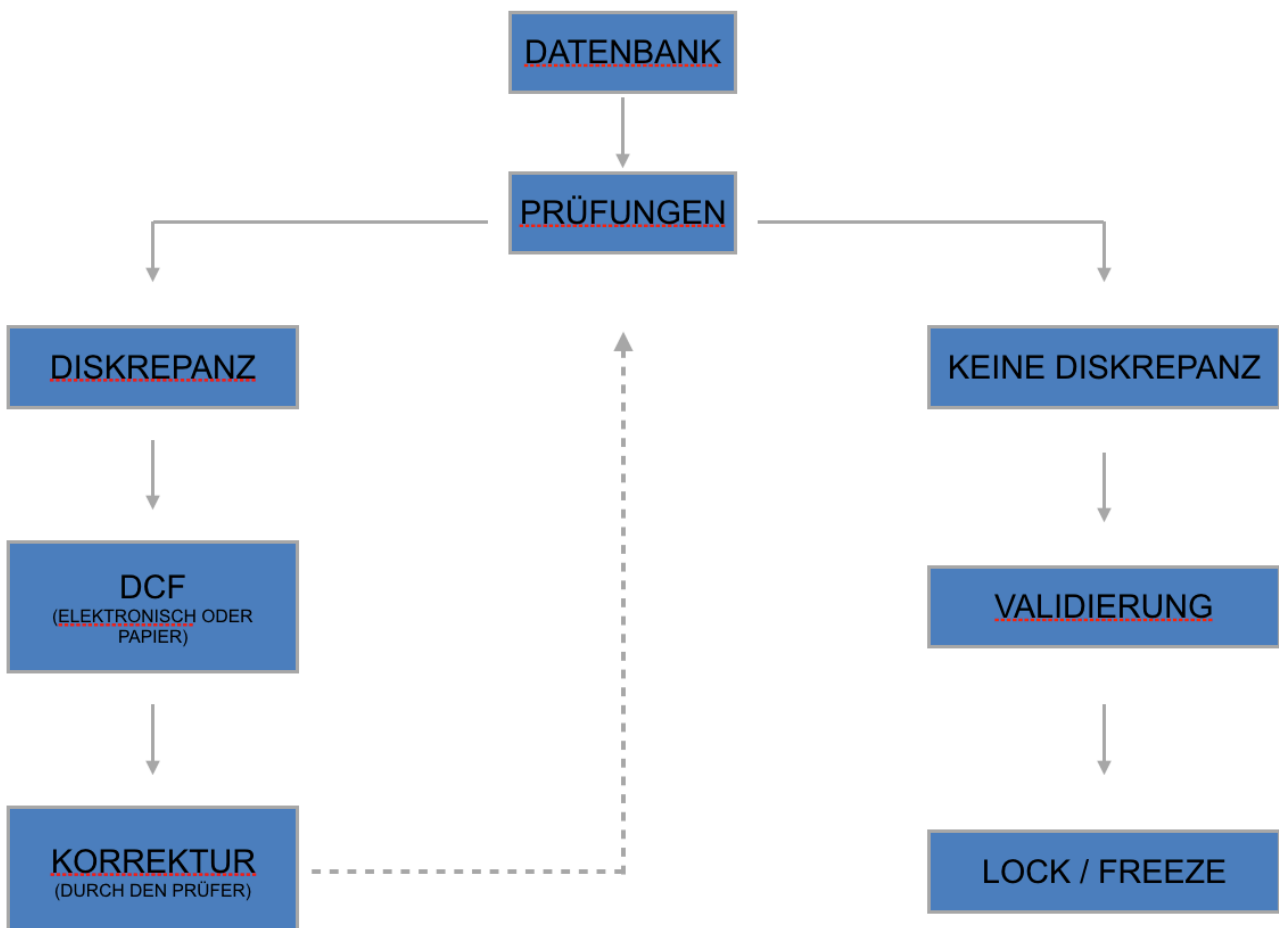 DATENBANK
PRÜFUNGEN
DISKREPANZ
KEINE DISKREPANZ
DCF
(ELEKTRONISCH ODER
PAPIER)
VALIDIERUNG
KORREKTUR
(DURCH DEN PRÜFER)
LOCK / FREEZE